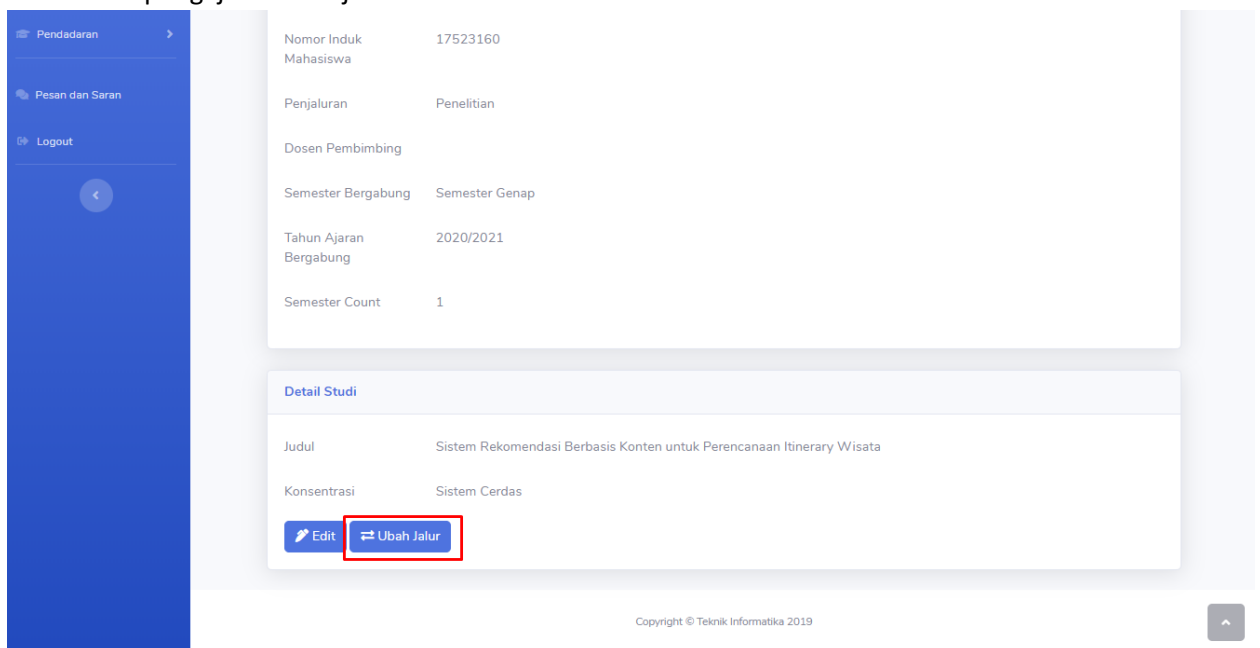 Pendadaran
Pesan dan Saran
Logout
Nomor Induk Mahasiswa 17523160
Penjaluran Penelitian
Dosen Pembimbing
Semester Bergabung Semester Genap
Tahun Ajaran Bergabung 2020/2021
Semester Count 1
Detail Studi
Judul Sistem Rekomendasi Berbasis Konten untuk Perencanaan Itinerary Wisata
Konsentrasi Sistem Cerdas
Edit Ubah Jalur
Copyright © Teknik Informatika 2019